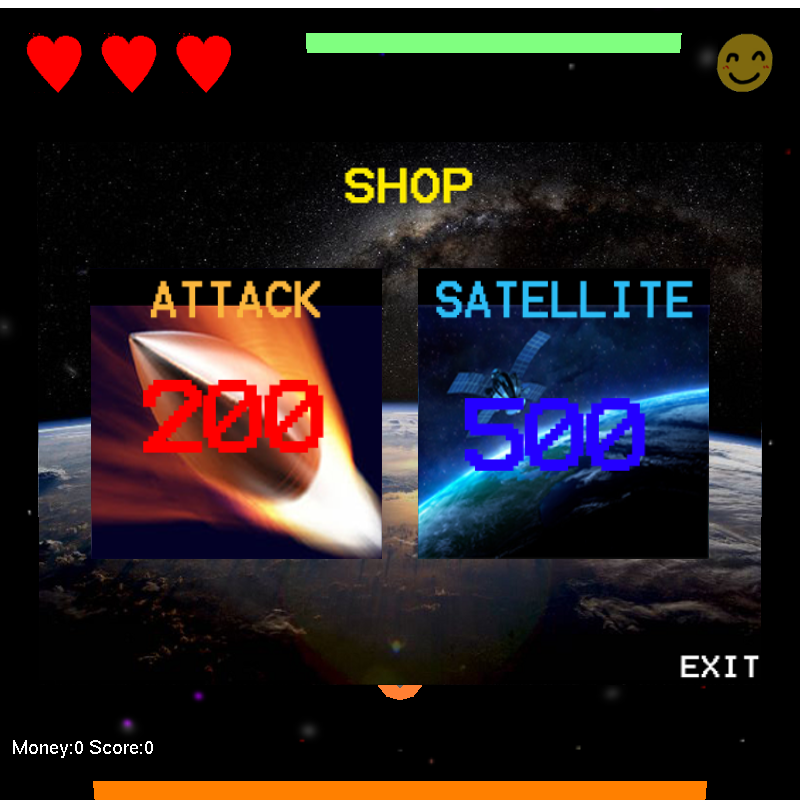 SHOP
ATTACK SATELLITE
200 500
EXIT
Money:0 Score:0